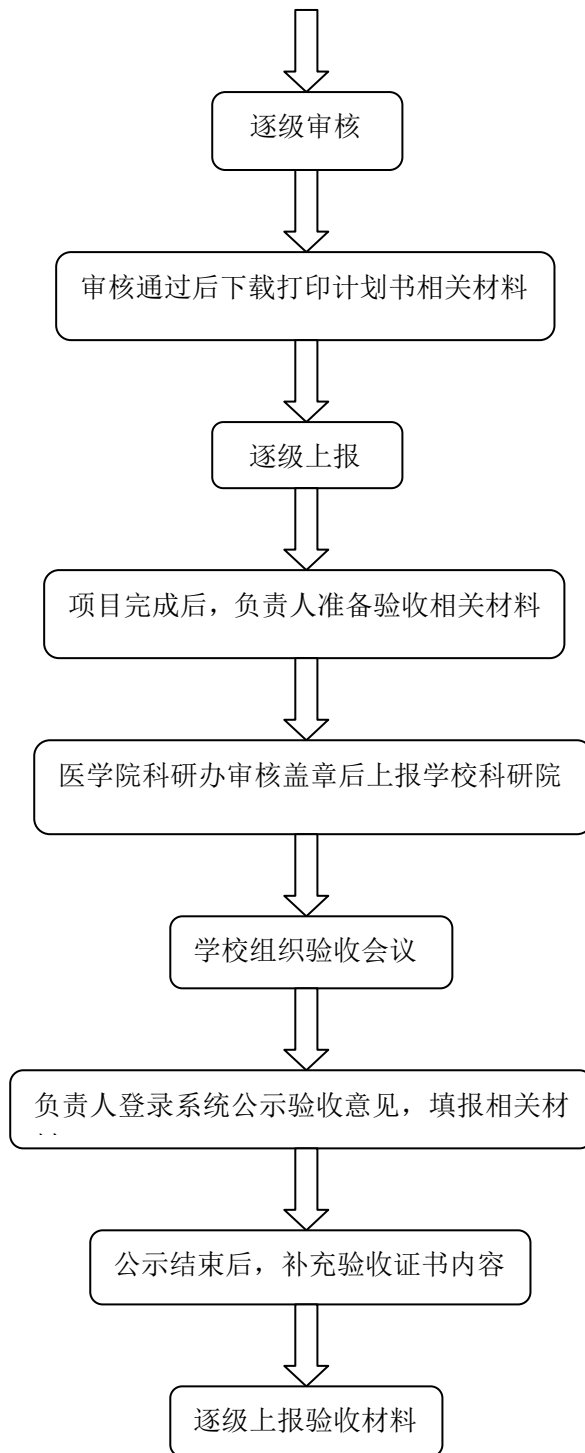 逐级审核
审核通过后下载打印计划书相关材料
逐级上报
项目完成后，负责人准备验收相关材料
医学院科研办审核盖章后上报学校科研院
学校组织验收会议
负责人登录系统公示验收意见，填报相关材
公示结束后，补充验收证书内容
逐级上报验收材料